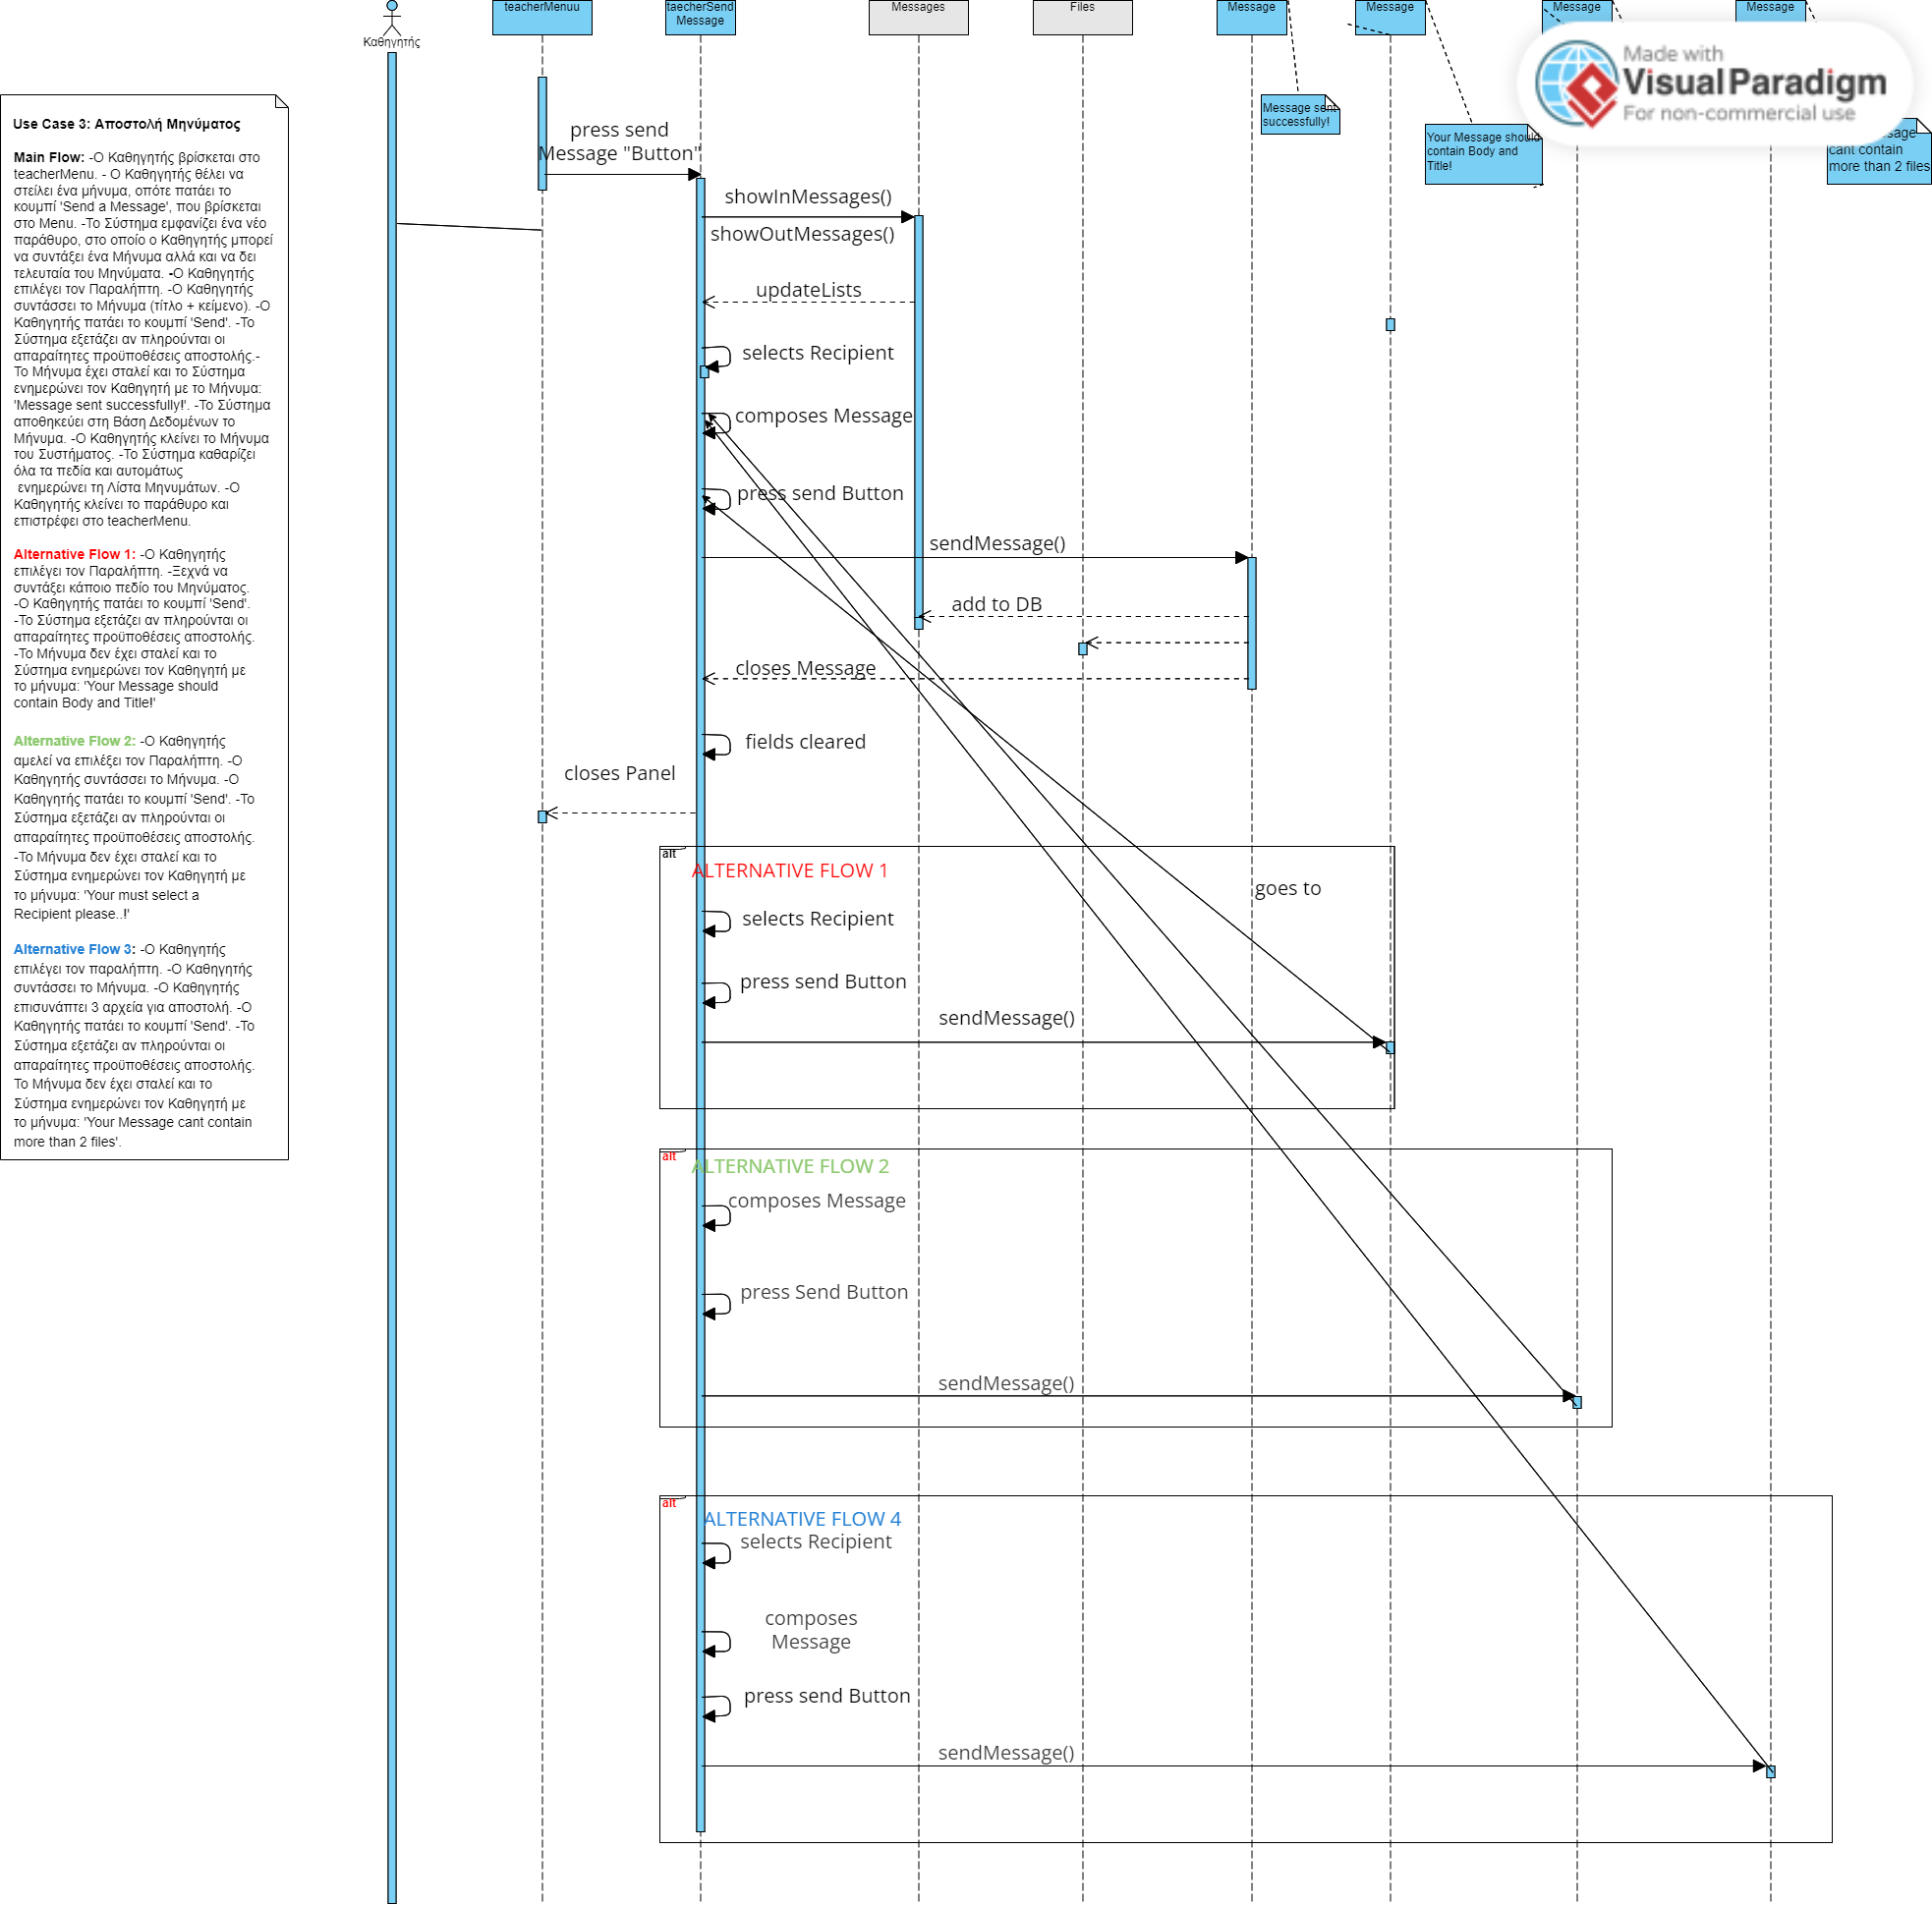 Καθηγητής
teacherMenuu
taecherSend
Message
Messages
Files
Message
Message
Message
Message
Made with
Visual Paradigm
For non-commercial use
Message sent
successfully!
Your Message should
contain Body and
Title!
cant contain
more than 2 files
Use Case 3: Αποστολή Μηνύματος
Main Flow: -Ο Καθηγητής βρίσκεται στο
teacherMenu. - Ο Καθηγητής θέλει να
στείλει ένα μήνυμα, οπότε πατάει το
κουμπί 'Send a Message', που βρίσκεται
στο Menu. -Το Σύστημα εμφανίζει ένα νέο
παράθυρο, στο οποίο ο Καθηγητής μπορεί
να συντάξει ένα Μήνυμα αλλά και να δει
τελευταία του Μηνύματα. -Ο Καθηγητής
επιλέγει τον Παραλήπτη. -Ο Καθηγητής
συντάσσει το Μήνυμα (τίτλο + κείμενο). -Ο
Καθηγητής πατάει το κουμπί 'Send'. -Το
Σύστημα εξετάζει αν πληρούνται οι
απαραίτητες προϋποθέσεις αποστολής.-
Το Μήνυμα έχει σταλεί και το Σύστημα
ενημερώνει τον Καθηγητή με το Μήνυμα:
'Message sent successfully!'. -Το Σύστημα
αποθηκεύει στη Βάση Δεδομένων το
Μήνυμα. -Ο Καθηγητής κλείνει το Μήνυμα
του Συστήματος. -Το Σύστημα καθαρίζει
όλα τα πεδία και αυτομάτως
ενημερώνει τη Λίστα Μηνυμάτων. -Ο
Καθηγητής κλείνει το παράθυρο και
επιστρέφει στο teacherMenu.
Alternative Flow 1: -Ο Καθηγητής
επιλέγει τον Παραλήπτη. -Ξεχνά να
συντάξει κάποιο πεδίο του Μηνύματος.
-Ο Καθηγητής πατάει το κουμπί 'Send'.
-Το Σύστημα εξετάζει αν πληρούνται οι
απαραίτητες προϋποθέσεις αποστολής.
-Το Μήνυμα δεν έχει σταλεί και το
Σύστημα ενημερώνει τον Καθηγητή με
το μήνυμα: 'Your Message should
contain Body and Title!'
Alternative Flow 2: -Ο Καθηγητής
αμελεί να επιλέξει τον Παραλήπτη. -Ο
Καθηγητής συντάσσει το Μήνυμα. -Ο
Καθηγητής πατάει το κουμπί 'Send'. -Το
Σύστημα εξετάζει αν πληρούνται οι
απαραίτητες προϋποθέσεις αποστολής.
-Το Μήνυμα δεν έχει σταλεί και το
Σύστημα ενημερώνει τον Καθηγητή με
το μήνυμα: 'Your must select a
Recipient please..!'
Alternative Flow 3: -Ο Καθηγητής
επιλέγει τον παραλήπτη. -Ο Καθηγητής
συντάσσει το Μήνυμα. -Ο Καθηγητής
επισυνάπτει 3 αρχεία για αποστολή. -Ο
Καθηγητής πατάει το κουμπί 'Send'. -Το
Σύστημα εξετάζει αν πληρούνται οι
απαραίτητες προϋποθέσεις αποστολής.
Το Μήνυμα δεν έχει σταλεί και το
Σύστημα ενημερώνει τον Καθηγητή με
το μήνυμα: 'Your Message cant contain
more than 2 files'.
press send
Message "Button"
showInMessages()
showOutMessages()
updateLists
selects Recipient
composes Message
press send Button
sendMessage()
add to DB
closes Message
fields cleared
closes Panel
alt
ALTERNATIVE FLOW 1
goes to
selects Recipient
press send Button
sendMessage()
alt
ALTERNATIVE FLOW 2
composes Message
press Send Button
sendMessage()
alt
ALTERNATIVE FLOW 4
selects Recipient
composes
Message
press send Button
sendMessage()